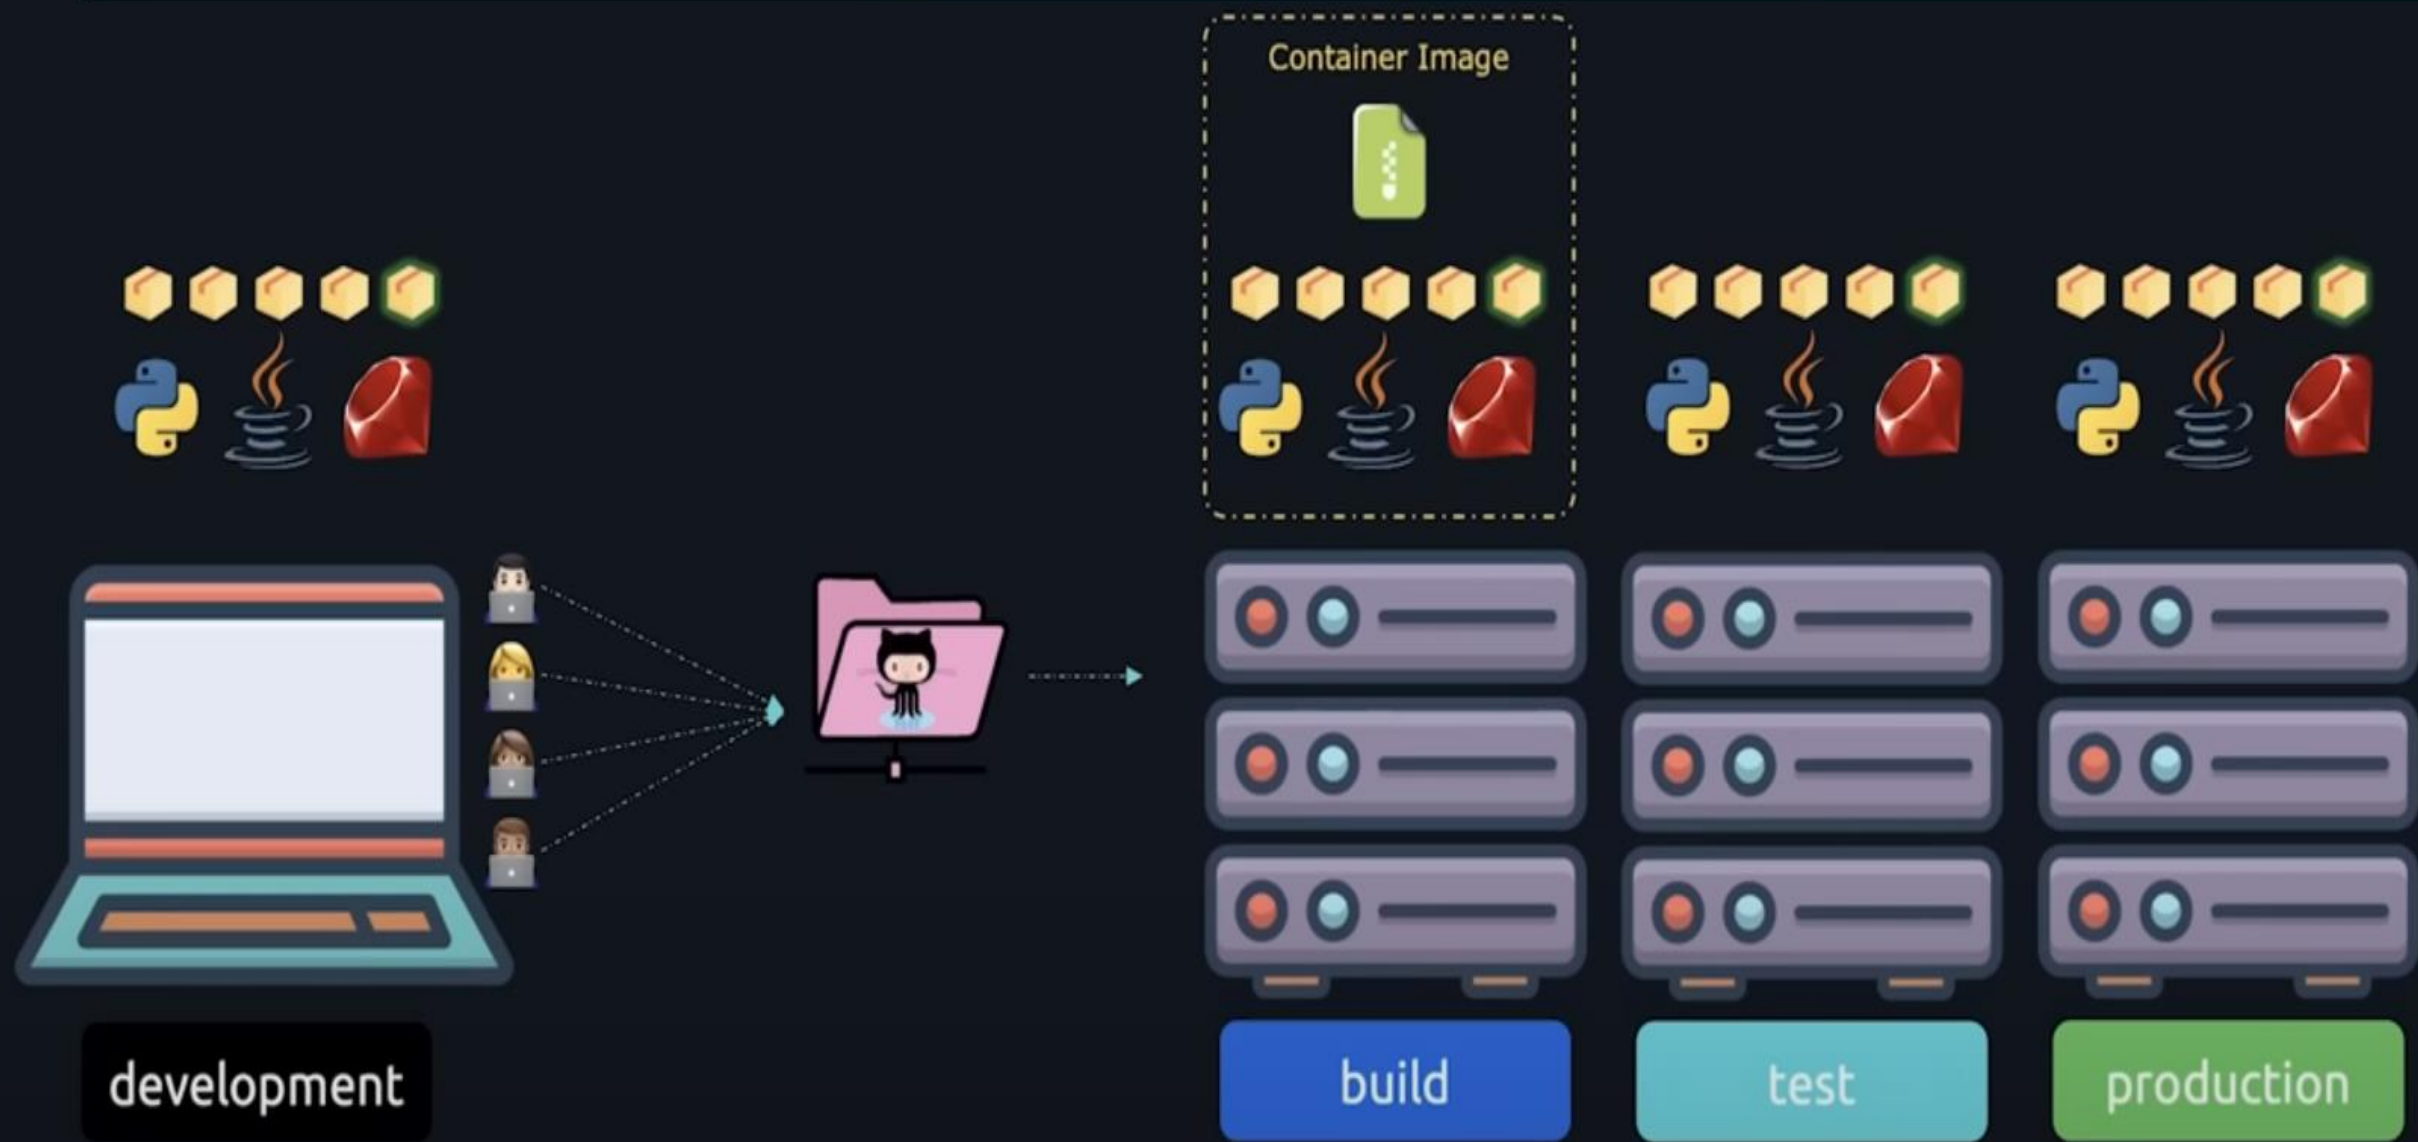 Container Image
development
build
test
production